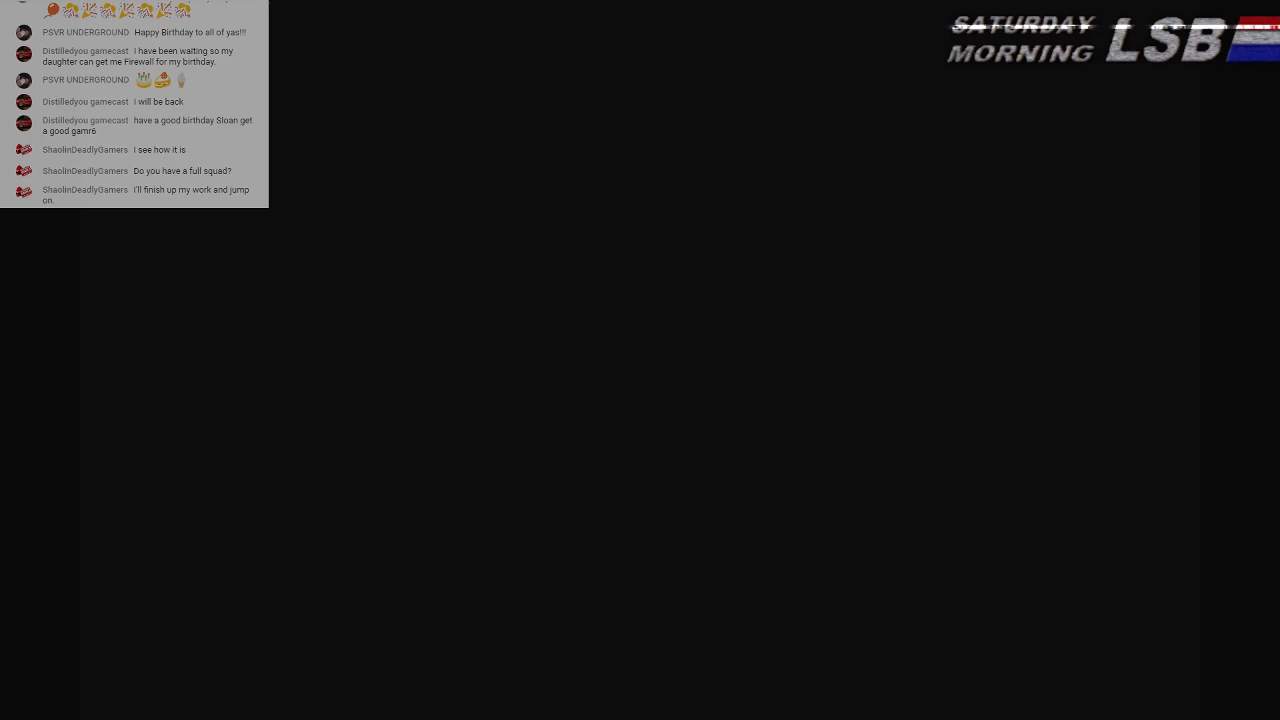 PSVR UNDERGROUND Happy Birthday to all of yas!!!
Distilledyou gamecast I have been waiting so my
daughter can get me Firewall for my birthday.
PSVR UNDERGROUND 🎂🍰🍦
Distilledyou gamecast I will be back
Distilledyou gamecast have a good birthday Sloan get
a good gamr6
ShaolinDeadlyGamers I see how it is
ShaolinDeadlyGamers Do you have a full squad?
ShaolinDeadlyGamers I'll finish up my work and jump
on.
SATURDAY
MORNING
LSB